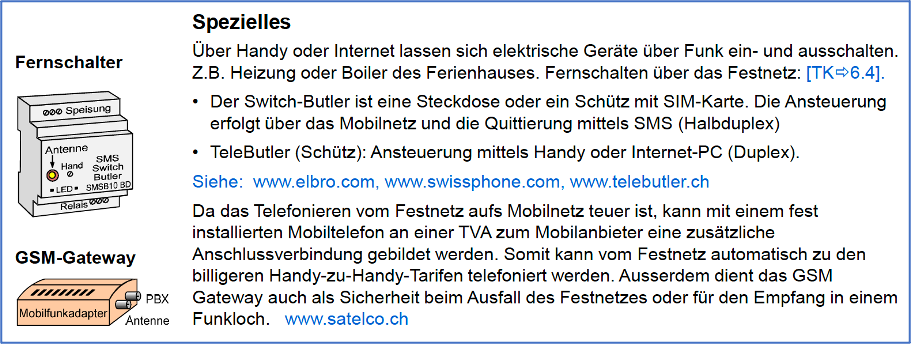 Spezielles
Über Handy oder Internet lassen sich elektrische Geräte über Funk ein- und ausschalten.
Z.B. Heizung oder Boiler des Ferienhauses. Fernschalten über das Festnetz: [TK⇨6.4].
• Der Switch-Butler ist eine Steckdose oder ein Schütz mit SIM-Karte. Die Ansteuerung
erfolgt über das Mobilnetz und die Quittierung mittels SMS (Halbduplex)
• TeleButler (Schütz): Ansteuerung mittels Handy oder Internet-PC (Duplex).
Siehe: www.elbro.com, www.swissphone.com, www.telebutler.ch
Da das Telefonieren vom Festnetz aufs Mobilnetz teuer ist, kann mit einem fest
installierten Mobiltelefon an einer TVA zum Mobilanbieter eine zusätzliche
Anschlussverbindung gebildet werden. Somit kann vom Festnetz automatisch zu den
billigeren Handy-zu-Handy-Tarifen telefoniert werden. Ausserdem dient das GSM
Gateway auch als Sicherheit beim Ausfall des Festnetzes oder für den Empfang in einem
Funkloch. www.satelco.ch
Fernschalter
Speisung
Antenne
Hand
SMS
Switch
Butler
LED
SMSB10 BD
Relais
GSM-Gateway
Mobilfunkadapter
PBX
Antenne